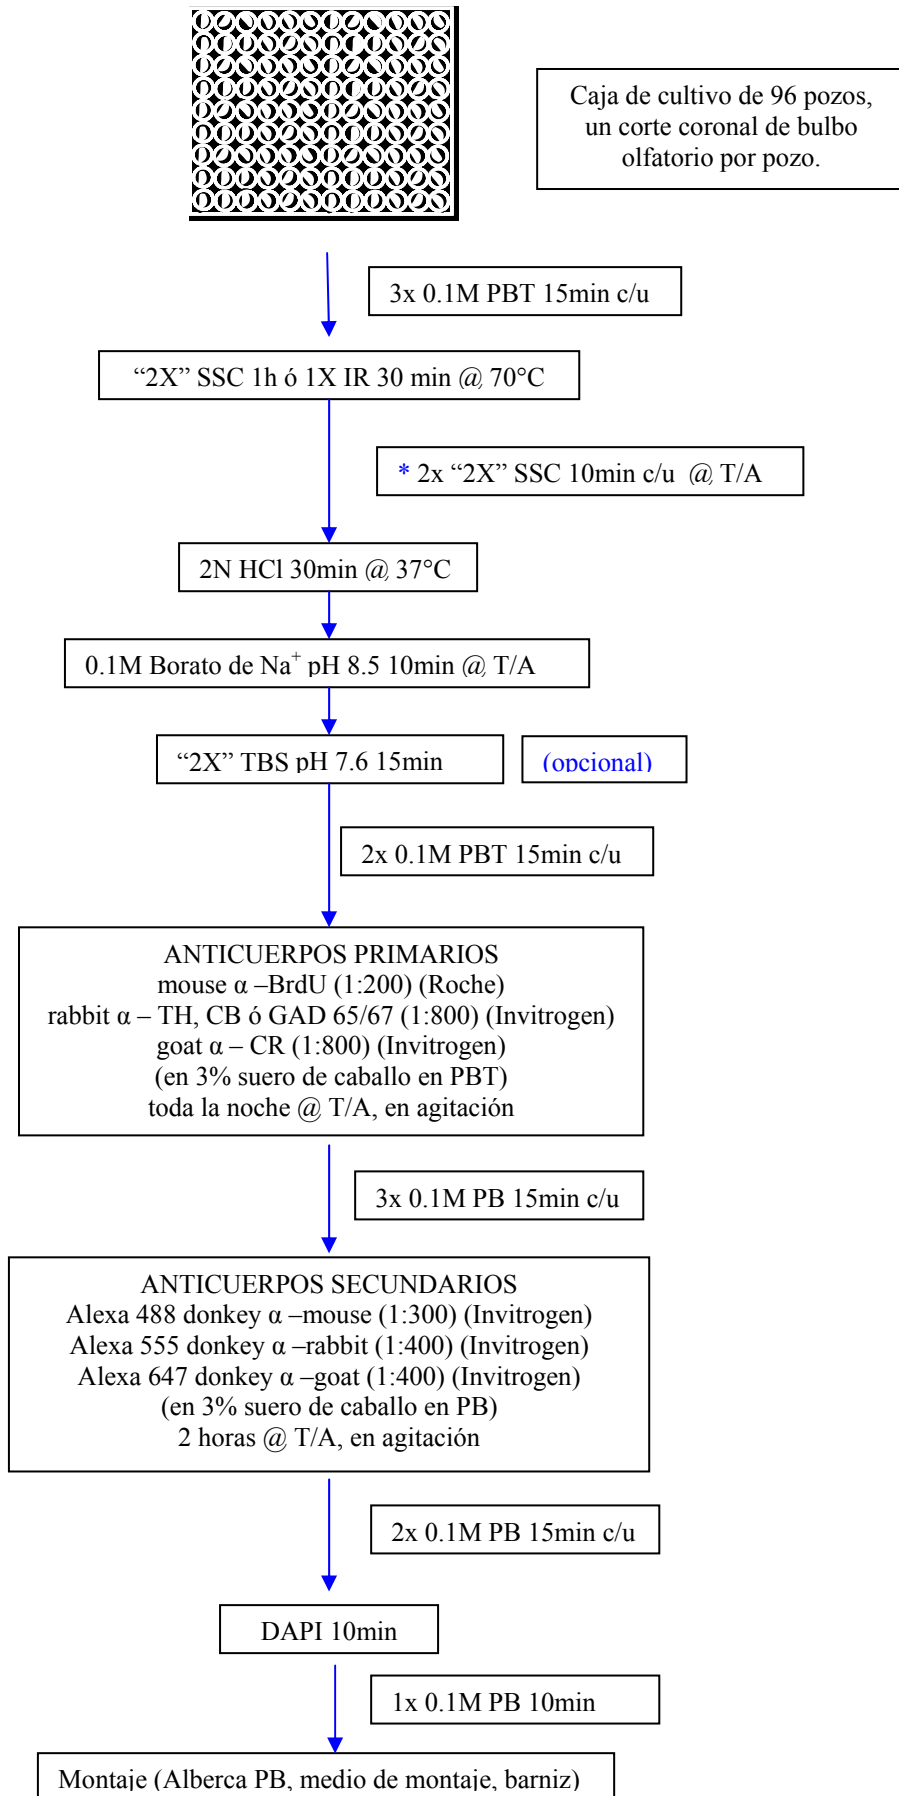 Caja de cultivo de 96 pozos,
un corte coronal de bulbo
olfatorio por pozo.
3x 0.1M PBT 15min c/u
“2X” SSC 1h ó 1X IR 30 min @ 70°C
* 2x “2X” SSC 10min c/u @ T/A
2N HCl 30min @ 37°C
0.1M Borato de Na⁺ pH 8.5 10min @ T/A
“2X” TBS pH 7.6 15min
(opcional)
2x 0.1M PBT 15min c/u
ANTICUERPOS PRIMARIOS
mouse α –BrdU (1:200) (Roche)
rabbit α – TH, CB ó GAD 65/67 (1:800) (Invitrogen)
goat α – CR (1:800) (Invitrogen)
(en 3% suero de caballo en PBT)
toda la noche @ T/A, en agitación
3x 0.1M PB 15min c/u
ANTICUERPOS SECUNDARIOS
Alexa 488 donkey α –mouse (1:300) (Invitrogen)
Alexa 555 donkey α –rabbit (1:400) (Invitrogen)
Alexa 647 donkey α –goat (1:400) (Invitrogen)
(en 3% suero de caballo en PB)
2 horas @ T/A, en agitación
2x 0.1M PB 15min c/u
DAPI 10min
1x 0.1M PB 10min
Montaje (Alberca PB, medio de montaje, barniz)